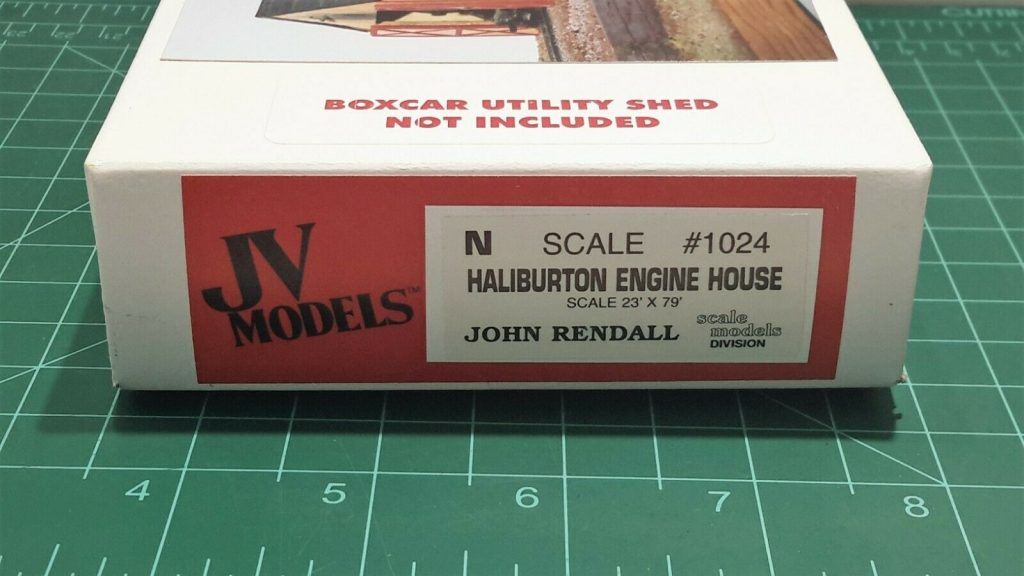 BOXCAR UTILITY SHED
NOT INCLUDED
JV
MODELS™
N SCALE #1024
HALIBURTON ENGINE HOUSE
SCALE 23' X 79'
JOHN RENDALL
scale
models
DIVISION
4 5 6 7 8